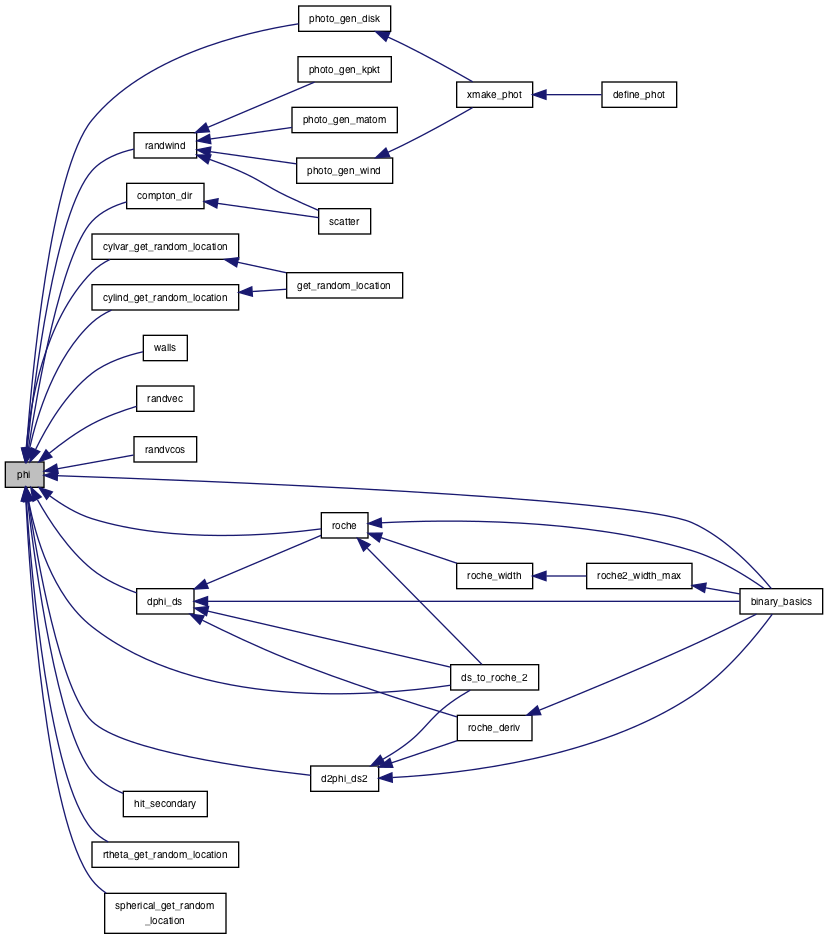 photo_gen_disk
photo_gen_kpkt
xmake_phot
define_phot
photo_gen_matom
randwind
photo_gen_wind
compton_dir
scatter
cylvar_get_random_location
get_random_location
cylind_get_random_location
walls
randvec
randvcos
phi
roche
roche_width
roche2_width_max
dphi_ds
binary_basics
ds_to_roche_2
roche_deriv
d2phi_ds2
hit_secondary
rtheta_get_random_location
spherical_get_random
_location